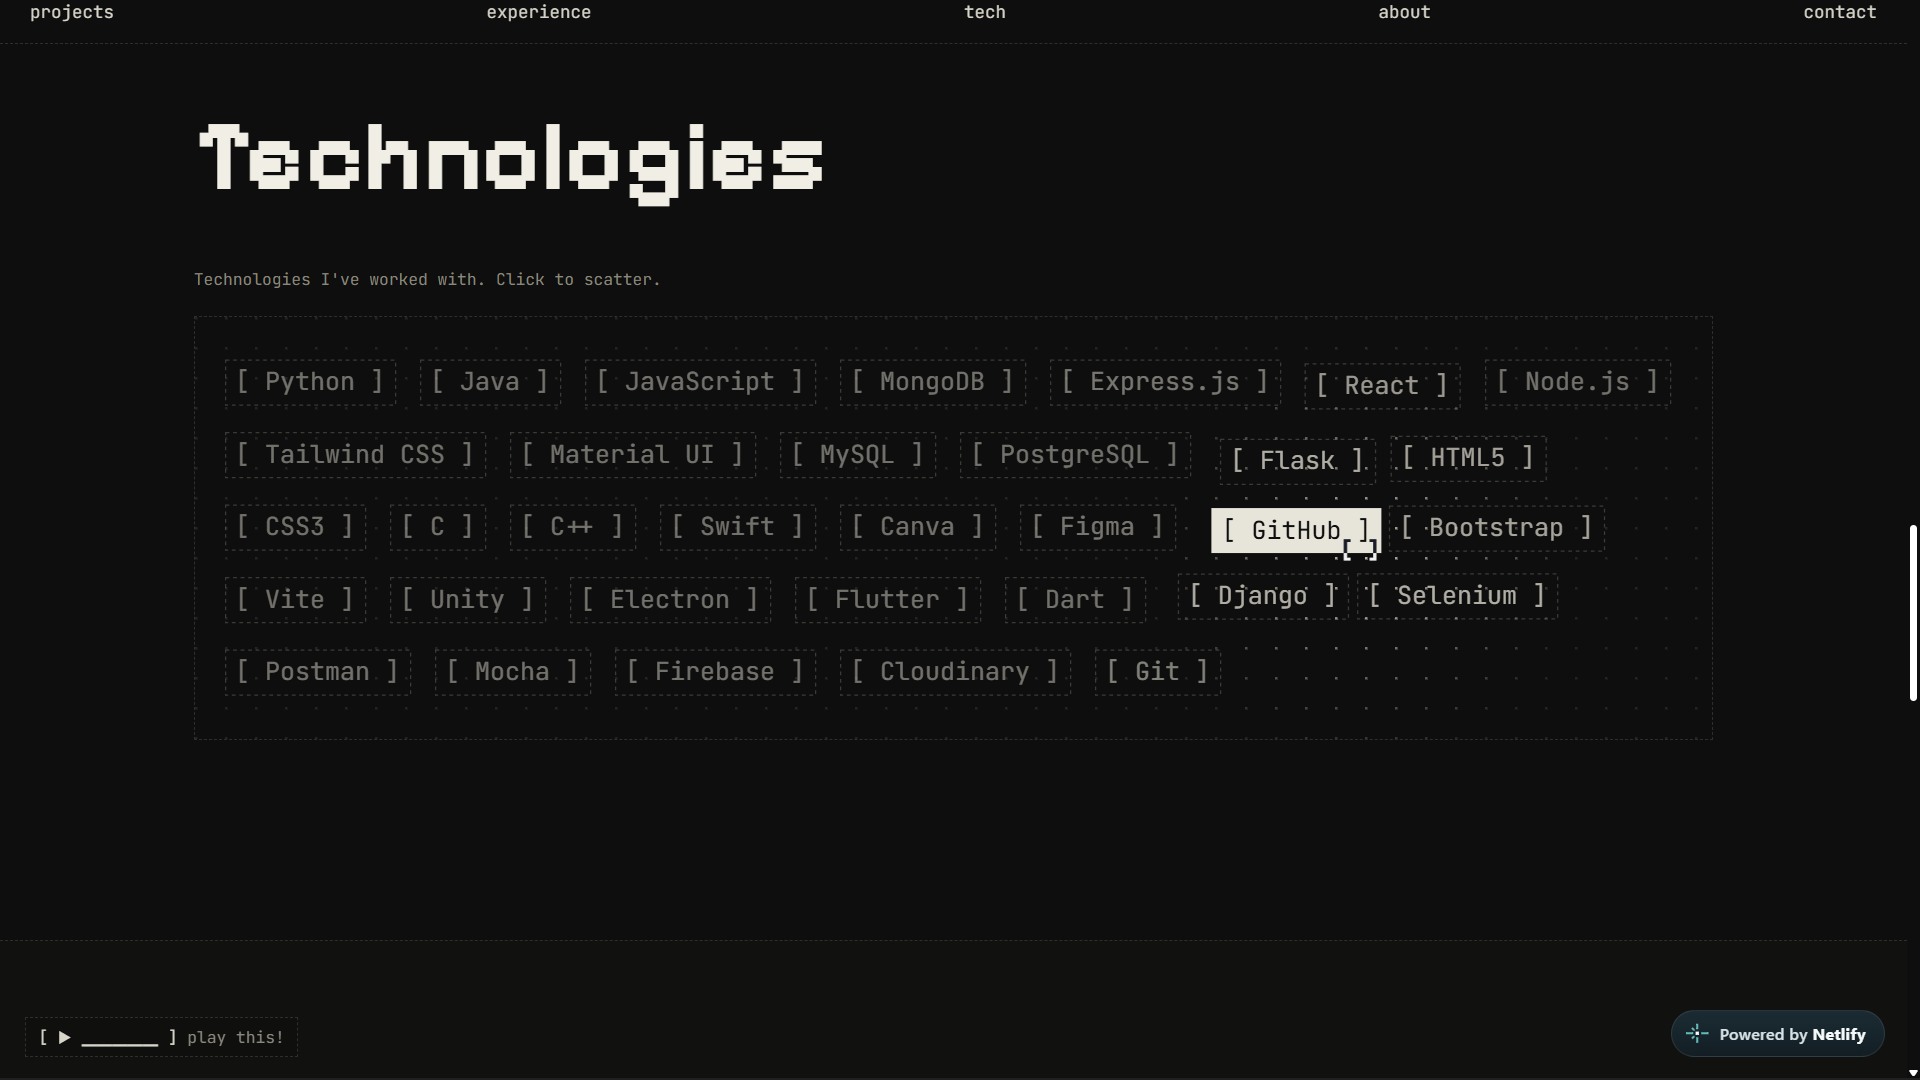 projects experience tech about contact
Technologies
Technologies I've worked with. Click to scatter.
[ Python ] [ Java ] [ JavaScript ] [ MongoDB ] [ Express.js ] [ React ] [ Node.js ]
[ Tailwind CSS ] [ Material UI ] [ MySQL ] [ PostgreSQL ] [ Flask ] [ HTML5 ]
[ CSS3 ] [ C ] [ C++ ] [ Swift ] [ Canva ] [ Figma ] [ GitHub ] [ Bootstrap ]
[ Vite ] [ Unity ] [ Electron ] [ Flutter ] [ Dart ] [ Django ] [ Selenium ]
[ Postman ] [ Mocha ] [ Firebase ] [ Cloudinary ] [ Git ]
[ ▶ ________ ] play this!
Powered by Netlify